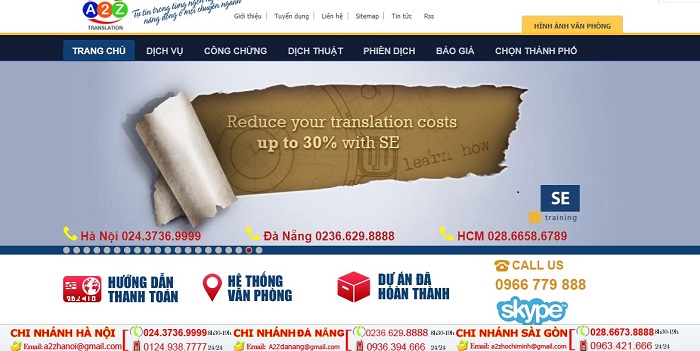 A2Z
TRANSLATION
Tự tin trong từng ngôn ngữ
năng động ở mọi chuyên ngành
Giới thiệu | Tuyển dụng | Liên hệ | Sitemap | Tin tức | Rss
HÌNH ẢNH VĂN PHÒNG
TRANG CHỦ DỊCH VỤ CÔNG CHỨNG DỊCH THUẬT PHIÊN DỊCH BÁO GIÁ CHỌN THÀNH PHỐ
Reduce your translation costs
up to 30% with SE
learn how
SE
training
Hà Nội 024.3736.9999 Đà Nẵng 0236.629.8888 HCM 028.6658.6789
HƯỚNG DẪN
THANH TOÁN
HỆ THỐNG
VĂN PHÒNG
DỰ ÁN ĐÃ
HOÀN THÀNH
CALL US
0966 779 888
skype
CHI NHÁNH HÀ NỘI 024.3736.9999 8h30-19h CHI NHÁNH ĐÀ NẴNG 0236.629.8888 8h30-19h CHI NHÁNH SÀI GÒN 028.6673.8888 8h30-19h
Email: a2zhanoi@gmail.com 0124.938.7777 24/24 Email: A2Zdanang@gmail.com 0936.394.666 24/24 Email: a2zhochiminh@gmail.com 0963.421.666 24/24